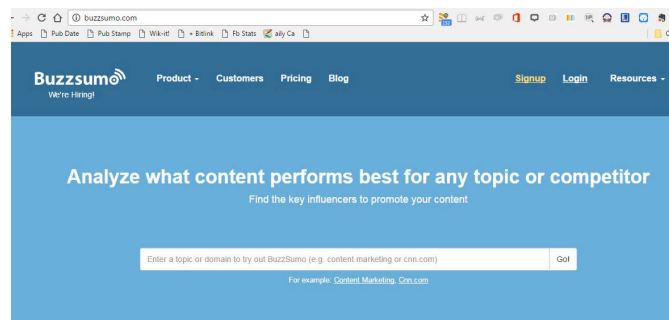 buzzsumo.com
Apps Pub Date Pub Stamp Wik-it! + Bitlink Fb Stats aily Ca
Buzzsumo Product Customers Pricing Blog Signup Login Resources
We're Hiring!
Analyze what content performs best for any topic or competitor
Find the key influencers to promote your content
Enter a topic or domain to try out BuzzSumo (e.g. content marketing or cnn.com) Go!
For example: Content Marketing, Cnn.com